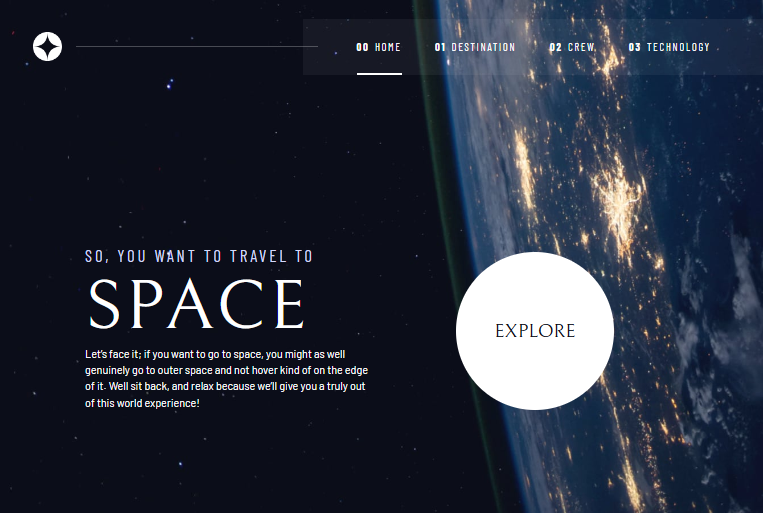 00 HOME 01 DESTINATION 02 CREW 03 TECHNOLOGY
SO, YOU WANT TO TRAVEL TO
SPACE
Let’s face it; if you want to go to space, you might as well
genuinely go to outer space and not hover kind of on the edge
of it. Well sit back, and relax because we’ll give you a truly out
of this world experience!
EXPLORE